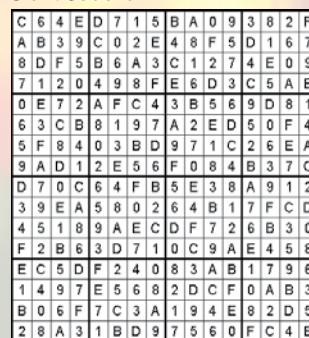 C 6 4 E D 7 1 5 B A 0 9 3 8 2 F
A B 3 9 C 0 2 E 4 8 F 5 D 1 6 7
8 D F 5 B 6 A 3 C 1 2 7 4 E 0 9
7 1 2 0 4 9 8 F E 6 D 3 C 5 A B
0 E 7 2 A F C 4 3 B 5 6 9 D 8 1
6 3 C B 8 1 9 7 A 2 E D 5 0 F 4
5 F 8 4 0 3 B D 9 7 1 C 2 6 E A
9 A D 1 2 E 5 6 F 0 8 4 B 3 7 C
D 7 0 C 6 4 F B 5 E 3 8 A 9 1 2
3 9 E A 5 8 0 2 6 4 B 1 7 F C D
4 5 1 8 9 A E C D F 7 2 6 B 3 0
F 2 B 6 3 D 7 1 0 C 9 A E 4 5 8
E C 5 D F 2 4 0 8 3 A B 1 7 9 6
1 4 9 7 E 5 6 8 2 D C F 0 A B 3
B 0 6 F 7 C 3 A 1 9 4 E 8 2 D 5
2 8 A 3 1 B D 9 7 5 6 0 F C 4 E